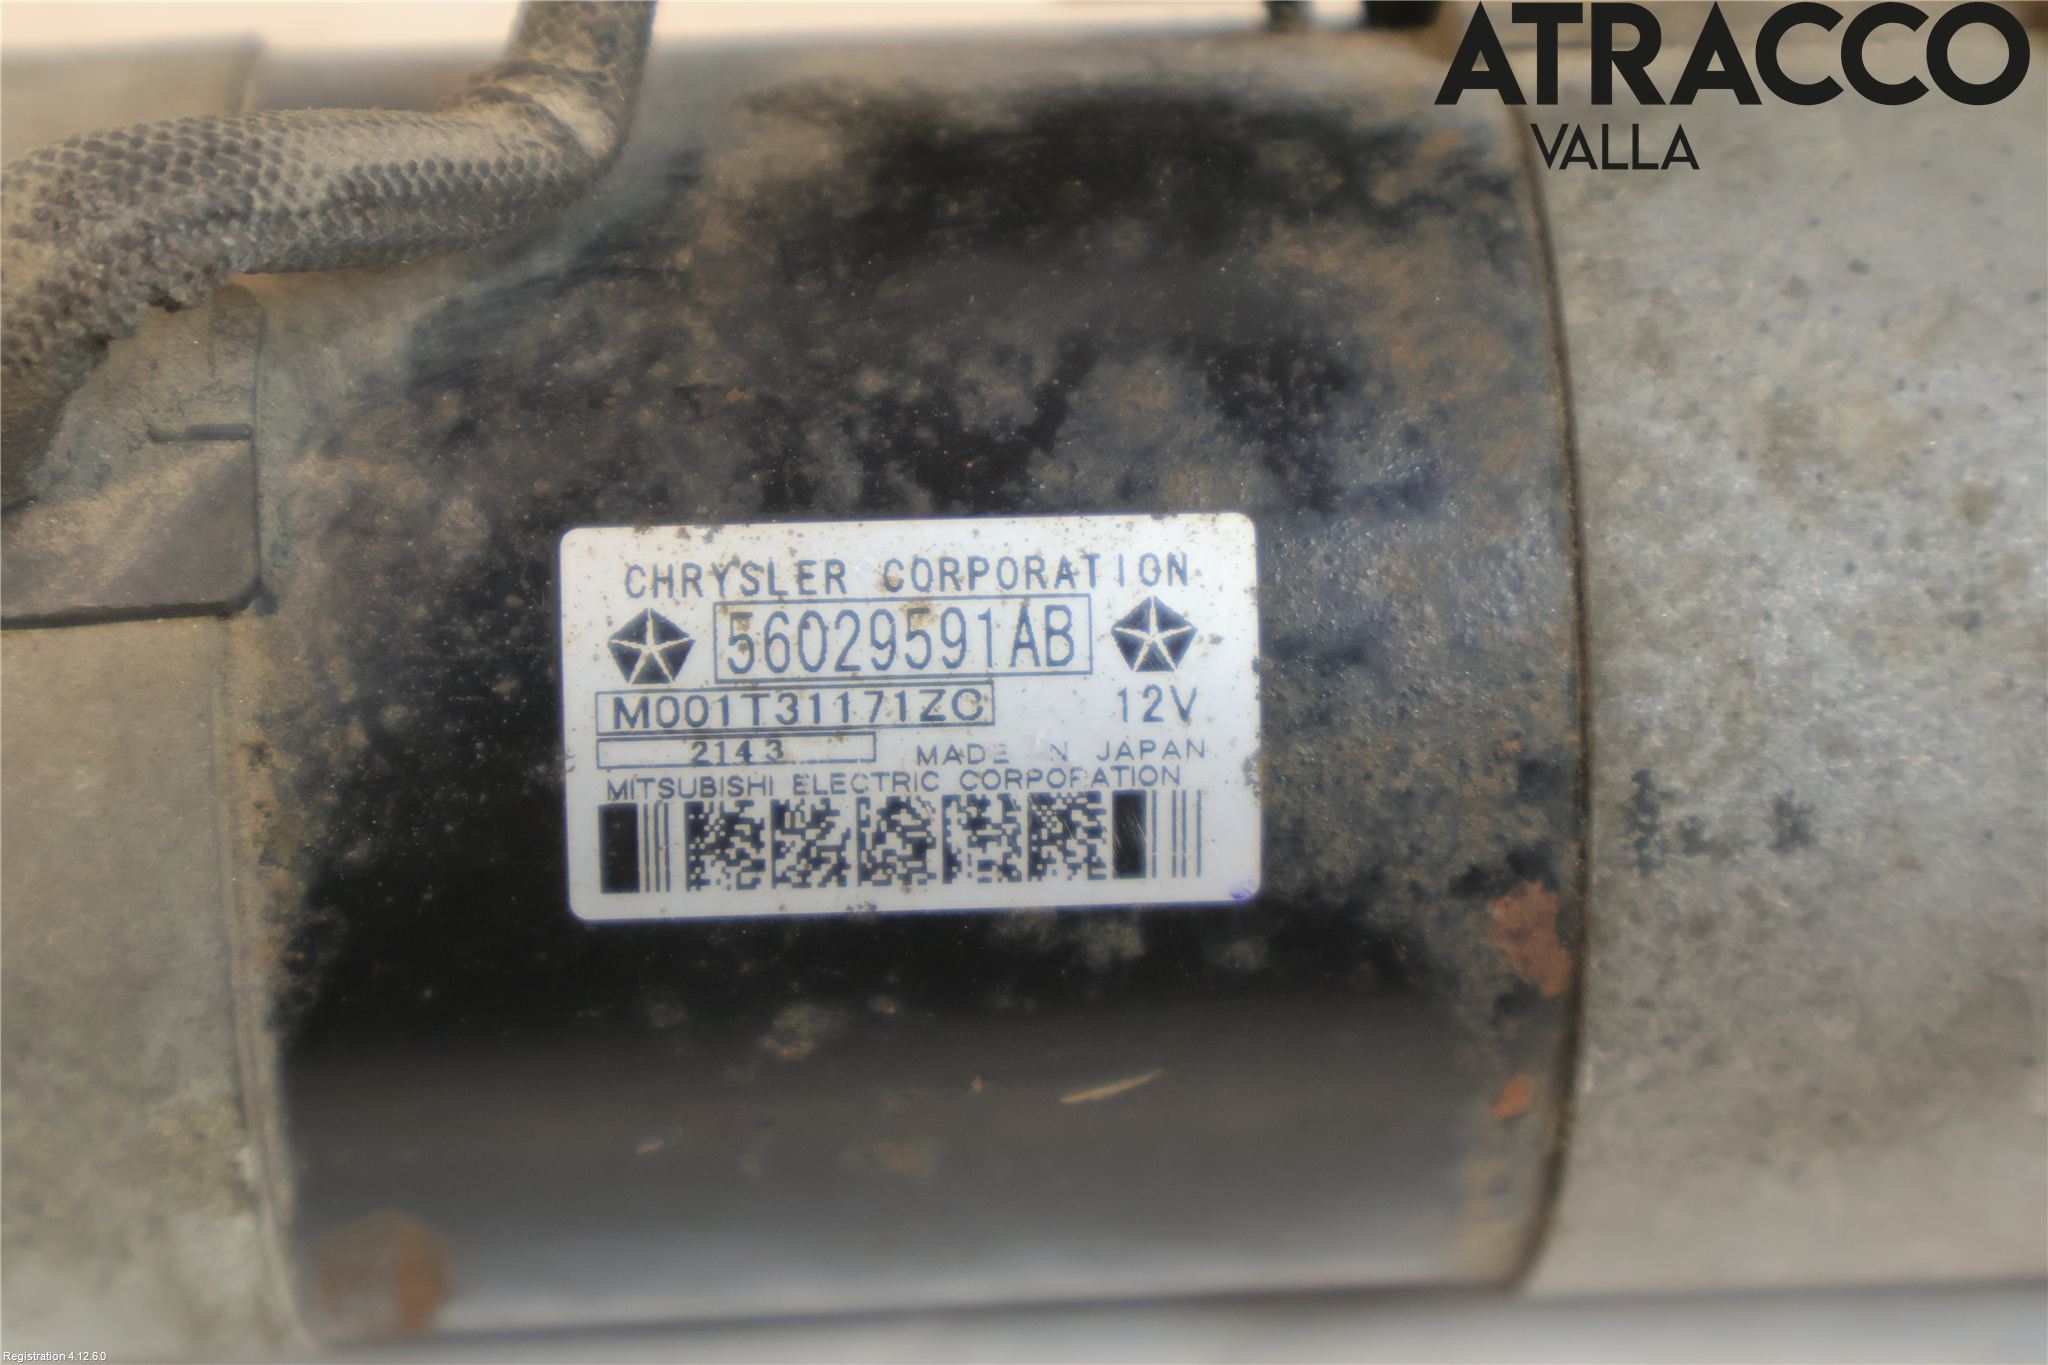 ATRACCO
VALLA
CHRYSLER CORPORATION
56029591AB
M001T31171ZC 12V
2143 MADE IN JAPAN
MITSUBISHI ELECTRIC CORPORATION
Registration 4.12.6.0